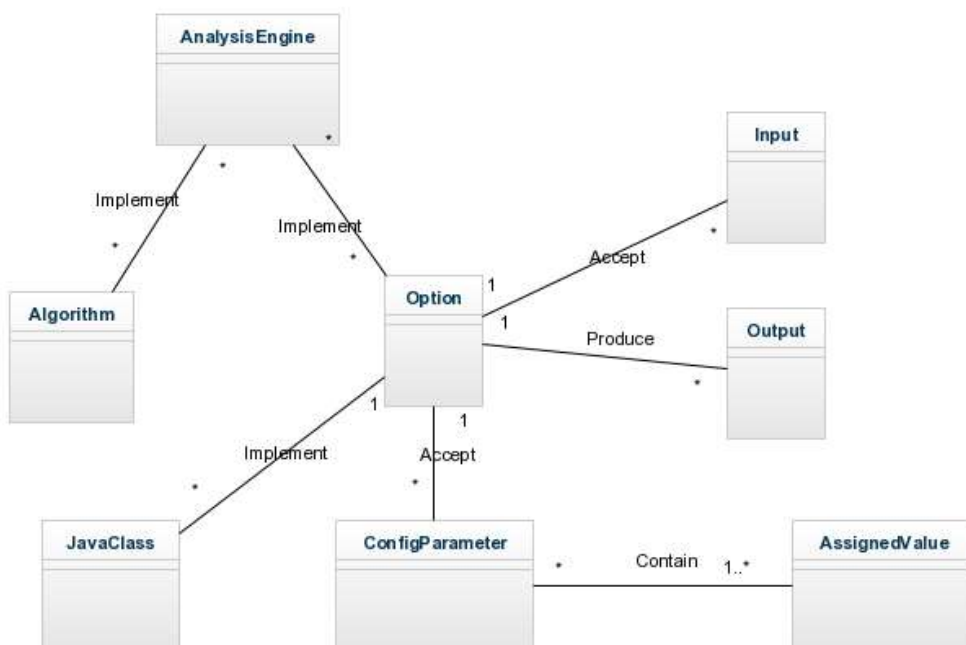 AnalysisEngine
*
*
Input
Implement
Implement
*
*
*
Accept
1
Option
Algorithm
1
Produce
Output
*
1
1
Implement
Accept
*
*
JavaClass
ConfigParameter
AssignedValue
*
Contain
1..*